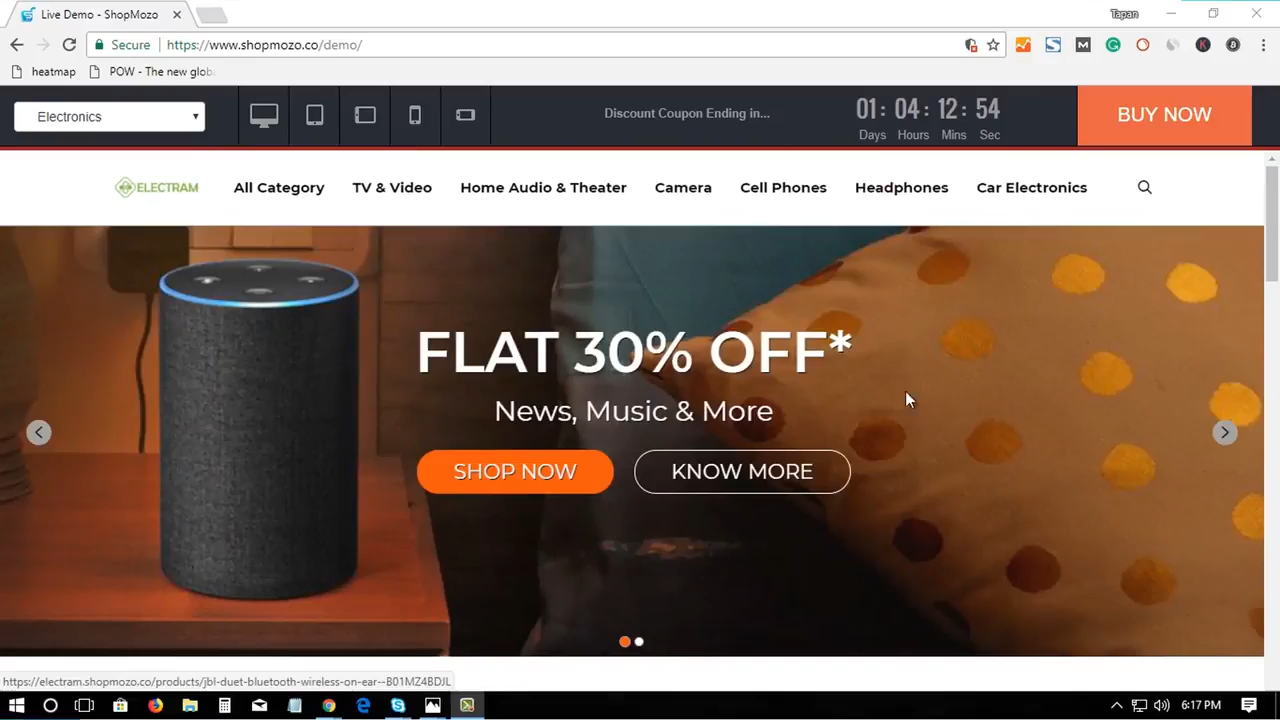 Live Demo - ShopMozo
Tapan
Secure
https://www.shopmozo.co/demo/
heatmap
POW - The new glob
Electronics
Discount Coupon Ending in...
01: 04: 12: 54
Days Hours Mins Sec
BUY NOW
ELECTRAM
All Category
TV & Video
Home Audio & Theater
Camera
Cell Phones
Headphones
Car Electronics
FLAT 30% OFF*
News, Music & More
SHOP NOW
KNOW MORE
https://electram.shopmozo.co/products/jbl-duet-bluetooth-wireless-on-ear--B01MZ4BDJL
6:17 PM